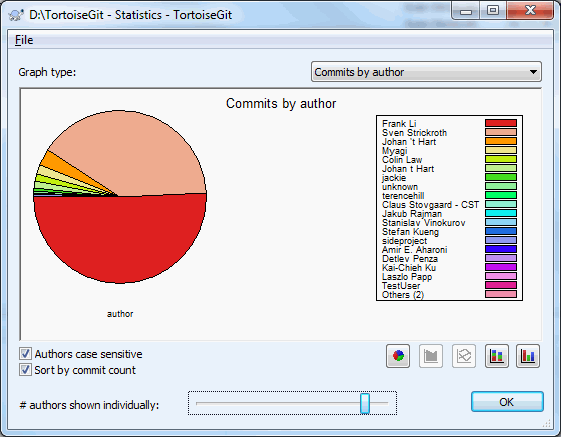 D:\TortoiseGit - Statistics - TortoiseGit
File
Graph type:
Commits by author
Commits by author
Frank Li
Sven Strickroth
Johan 't Hart
Myagi
Colin Law
Johan t Hart
jackie
unknown
terencehill
Claus Stovgaard - CST
Jakub Rajman
Stanislav Vinokurov
Stefan Kueng
sideproject
Amir E. Aharoni
Detlev Penza
Kai-Chieh Ku
Laszlo Papp
TestUser
Others (2)
author
Authors case sensitive
Sort by commit count
# authors shown individually:
OK